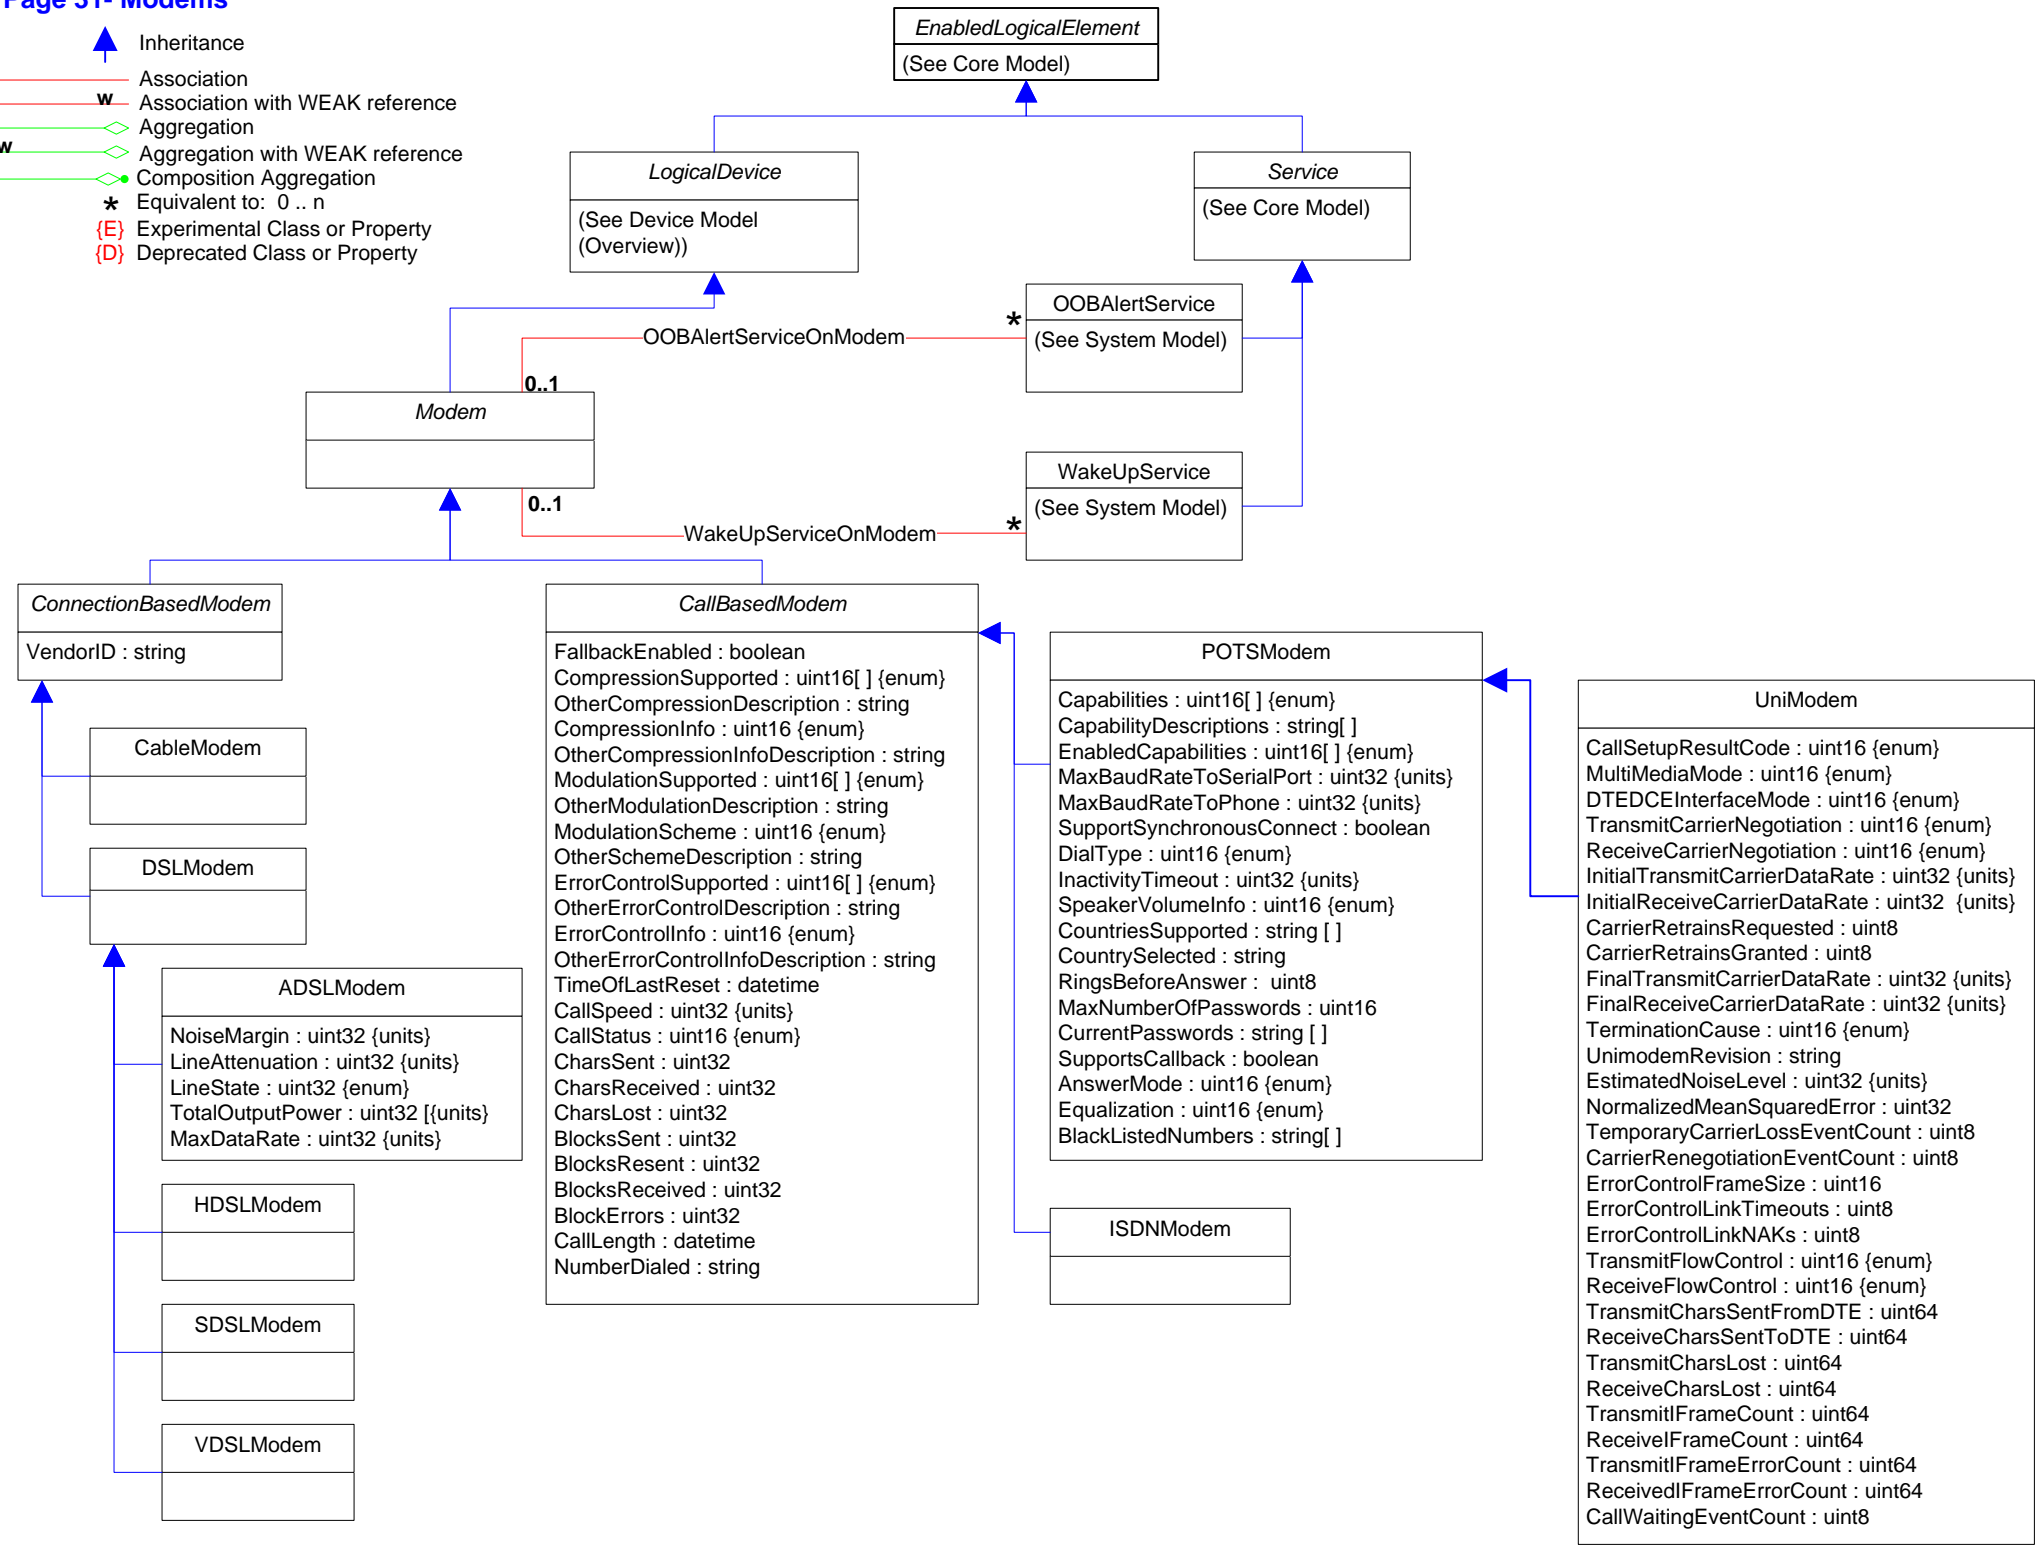 Page 31- Modems
Inheritance
Association
w Association with WEAK reference
Aggregation
w Aggregation with WEAK reference
Composition Aggregation
* Equivalent to: 0 .. n
{E} Experimental Class or Property
{D} Deprecated Class or Property
EnabledLogicalElement
(See Core Model)
LogicalDevice
(See Device Model
(Overview))
Service
(See Core Model)
OOBAlertService
(See System Model)
OOBAlertServiceOnModem
*
0..1
Modem
WakeUpService
(See System Model)
0..1
WakeUpServiceOnModem
*
ConnectionBasedModem
VendorID : string
CableModem
DSLModem
ADSLModem
NoiseMargin : uint32 {units}
LineAttenuation : uint32 {units}
LineState : uint32 {enum}
TotalOutputPower : uint32 [{units}
MaxDataRate : uint32 {units}
HDSLModem
SDSLModem
VDSLModem
CallBasedModem
FallbackEnabled : boolean
CompressionSupported : uint16[ ] {enum}
OtherCompressionDescription : string
CompressionInfo : uint16 {enum}
OtherCompressionInfoDescription : string
ModulationSupported : uint16[ ] {enum}
OtherModulationDescription : string
ModulationScheme : uint16 {enum}
OtherSchemeDescription : string
ErrorControlSupported : uint16[ ] {enum}
OtherErrorControlDescription : string
ErrorControlInfo : uint16 {enum}
OtherErrorControlInfoDescription : string
TimeOfLastReset : datetime
CallSpeed : uint32 {units}
CallStatus : uint16 {enum}
CharsSent : uint32
CharsReceived : uint32
CharsLost : uint32
BlocksSent : uint32
BlocksResent : uint32
BlocksReceived : uint32
BlockErrors : uint32
CallLength : datetime
NumberDialed : string
POTSModem
Capabilities : uint16[ ] {enum}
CapabilityDescriptions : string[ ]
EnabledCapabilities : uint16[ ] {enum}
MaxBaudRateToSerialPort : uint32 {units}
MaxBaudRateToPhone : uint32 {units}
SupportSynchronousConnect : boolean
DialType : uint16 {enum}
InactivityTimeout : uint32 {units}
SpeakerVolumeInfo : uint16 {enum}
CountriesSupported : string [ ]
CountrySelected : string
RingsBeforeAnswer :  uint8
MaxNumberOfPasswords : uint16
CurrentPasswords : string [ ]
SupportsCallback : boolean
AnswerMode : uint16 {enum}
Equalization : uint16 {enum}
BlackListedNumbers : string[ ]
ISDNModem
UniModem
CallSetupResultCode : uint16 {enum}
MultiMediaMode : uint16 {enum}
DTEDCEInterfaceMode : uint16 {enum}
TransmitCarrierNegotiation : uint16 {enum}
ReceiveCarrierNegotiation : uint16 {enum}
InitialTransmitCarrierDataRate : uint32 {units}
InitialReceiveCarrierDataRate : uint32  {units}
CarrierRetrainsRequested : uint8
CarrierRetrainsGranted : uint8
FinalTransmitCarrierDataRate : uint32 {units}
FinalReceiveCarrierDataRate : uint32 {units}
TerminationCause : uint16 {enum}
UnimodemRevision : string
EstimatedNoiseLevel : uint32 {units}
NormalizedMeanSquaredError : uint32
TemporaryCarrierLossEventCount : uint8
CarrierRenegotiationEventCount : uint8
ErrorControlFrameSize : uint16
ErrorControlLinkTimeouts : uint8
ErrorControlLinkNAKs : uint8
TransmitFlowControl : uint16 {enum}
ReceiveFlowControl : uint16 {enum}
TransmitCharsSentFromDTE : uint64
ReceiveCharsSentToDTE : uint64
TransmitCharsLost : uint64
ReceiveCharsLost : uint64
TransmitIFrameCount : uint64
ReceiveIFrameCount : uint64
TransmitIFrameErrorCount : uint64
ReceivedIFrameErrorCount : uint64
CallWaitingEventCount : uint8